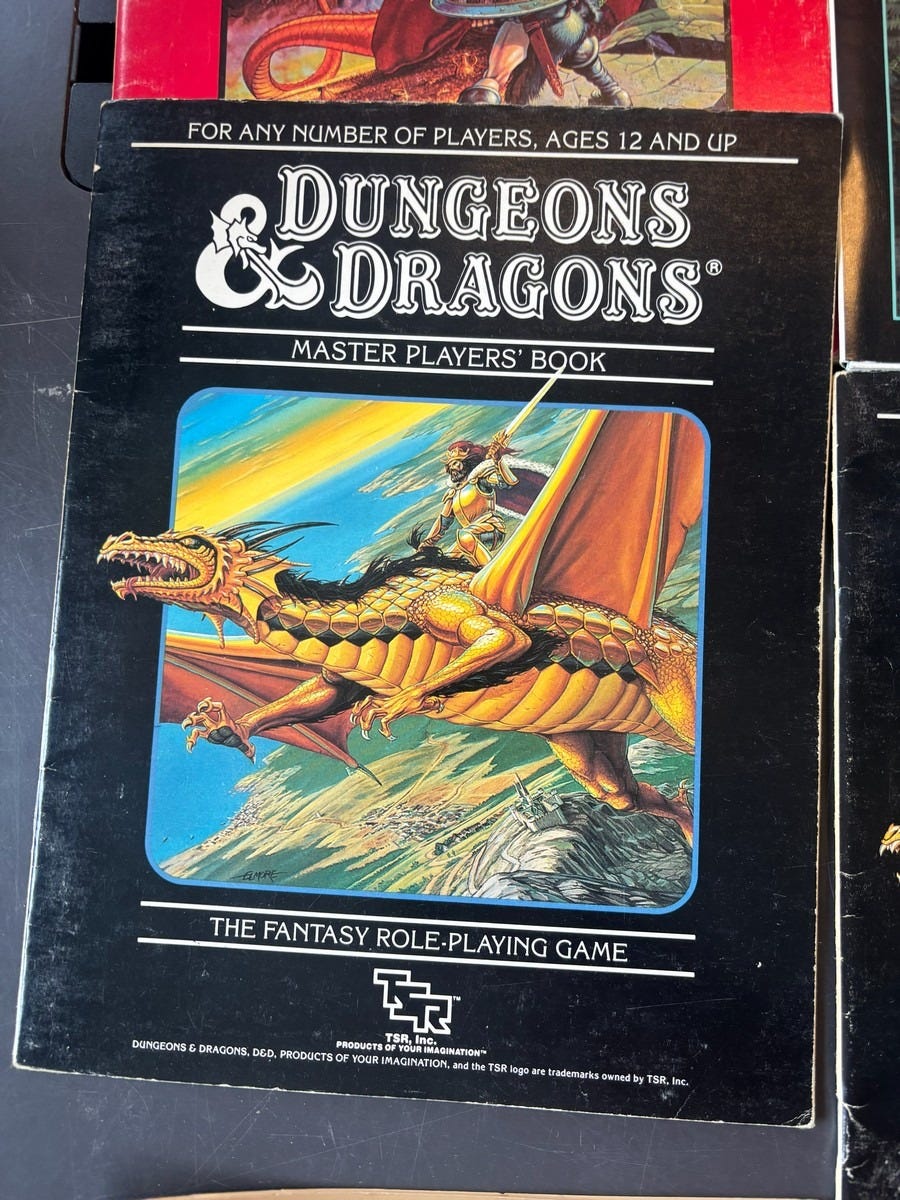 FOR ANY NUMBER OF PLAYERS, AGES 12 AND UP
DUNGEONS
& DRAGONS®
MASTER PLAYERS' BOOK
ELMORE
THE FANTASY ROLE-PLAYING GAME
TSR™
TSR, Inc.
PRODUCTS OF YOUR IMAGINATION™
DUNGEONS & DRAGONS, D&D, PRODUCTS OF YOUR IMAGINATION, and the TSR logo are trademarks owned by TSR, Inc.